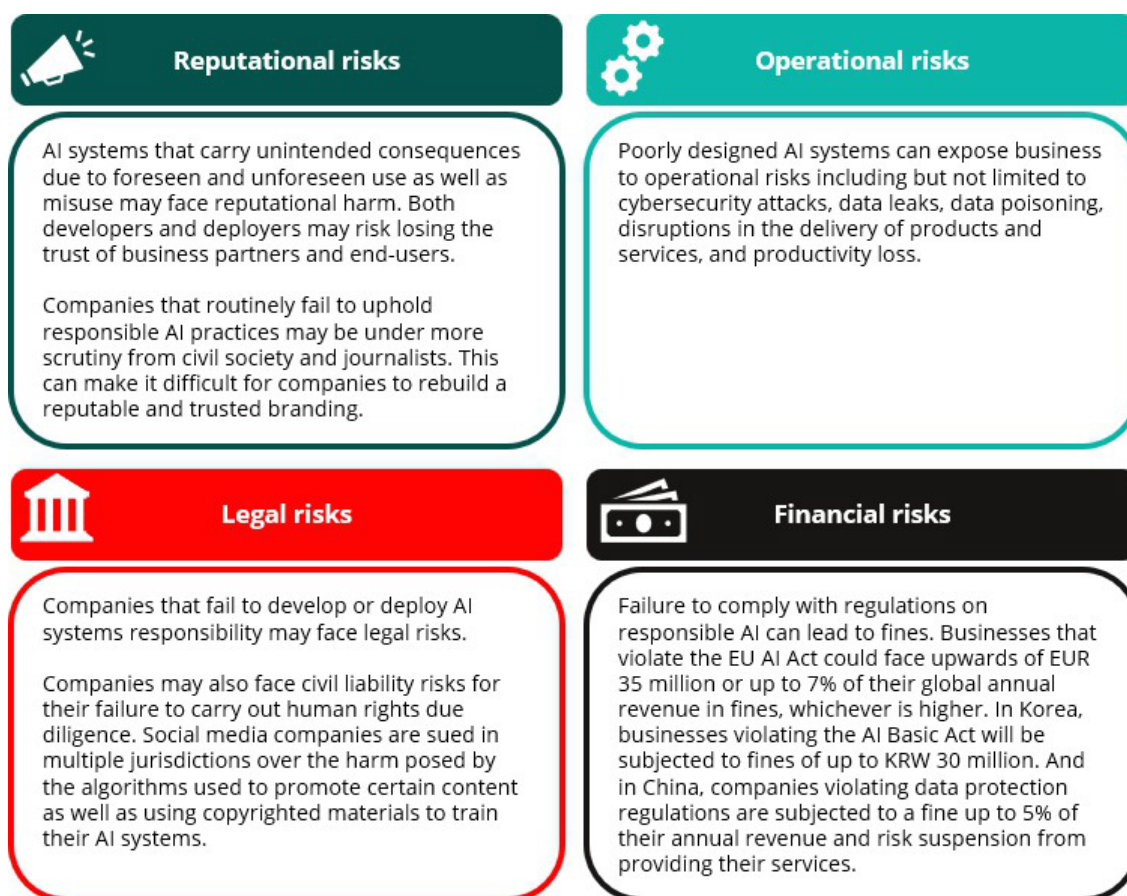 Reputational risks
AI systems that carry unintended consequences
due to foreseen and unforeseen use as well as
misuse may face reputational harm. Both
developers and deployers may risk losing the
trust of business partners and end-users.
Companies that routinely fail to uphold
responsible AI practices may be under more
scrutiny from civil society and journalists. This
can make it difficult for companies to rebuild a
reputable and trusted branding.
Operational risks
Poorly designed AI systems can expose business
to operational risks including but not limited to
cybersecurity attacks, data leaks, data poisoning,
disruptions in the delivery of products and
services, and productivity loss.
Legal risks
Companies that fail to develop or deploy AI
systems responsibility may face legal risks.
Companies may also face civil liability risks for
their failure to carry out human rights due
diligence. Social media companies are sued in
multiple jurisdictions over the harm posed by
the algorithms used to promote certain content
as well as using copyrighted materials to train
their AI systems.
Financial risks
Failure to comply with regulations on
responsible AI can lead to fines. Businesses that
violate the EU AI Act could face upwards of EUR
35 million or up to 7% of their global annual
revenue in fines, whichever is higher. In Korea,
businesses violating the AI Basic Act will be
subjected to fines of up to KRW 30 million. And
in China, companies violating data protection
regulations are subjected to a fine up to 5% of
their annual revenue and risk suspension from
providing their services.